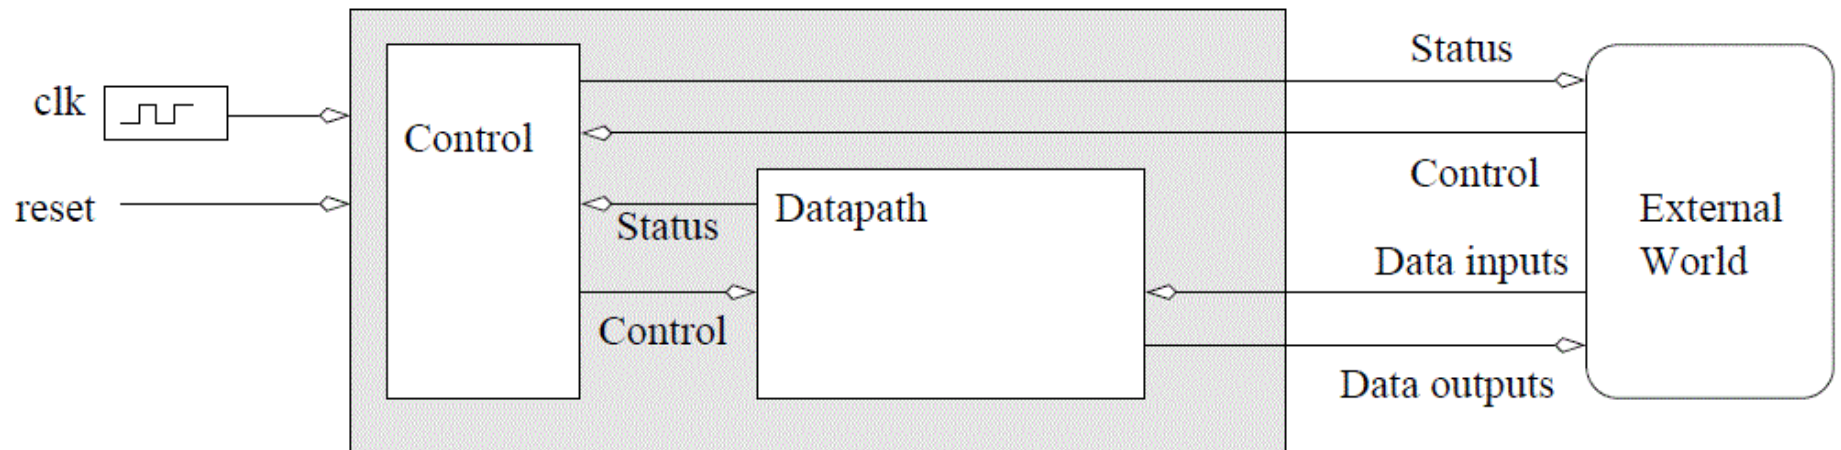 Status
clk
Control
Control
reset
Status
Datapath
External
World
Data inputs
Control
Data outputs